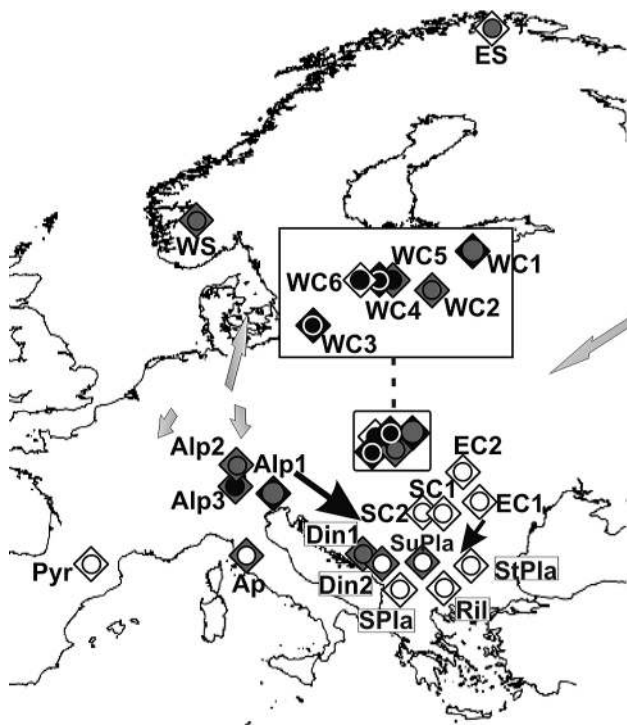 ES
WS
WC5
WC1
WC6
WC4
WC2
WC3
Alp2
Alp1
Alp3
EC2
SC1
EC1
SC2
Din1
SuPla
Pyr
Ap
Din2
StPla
SPla
Ril